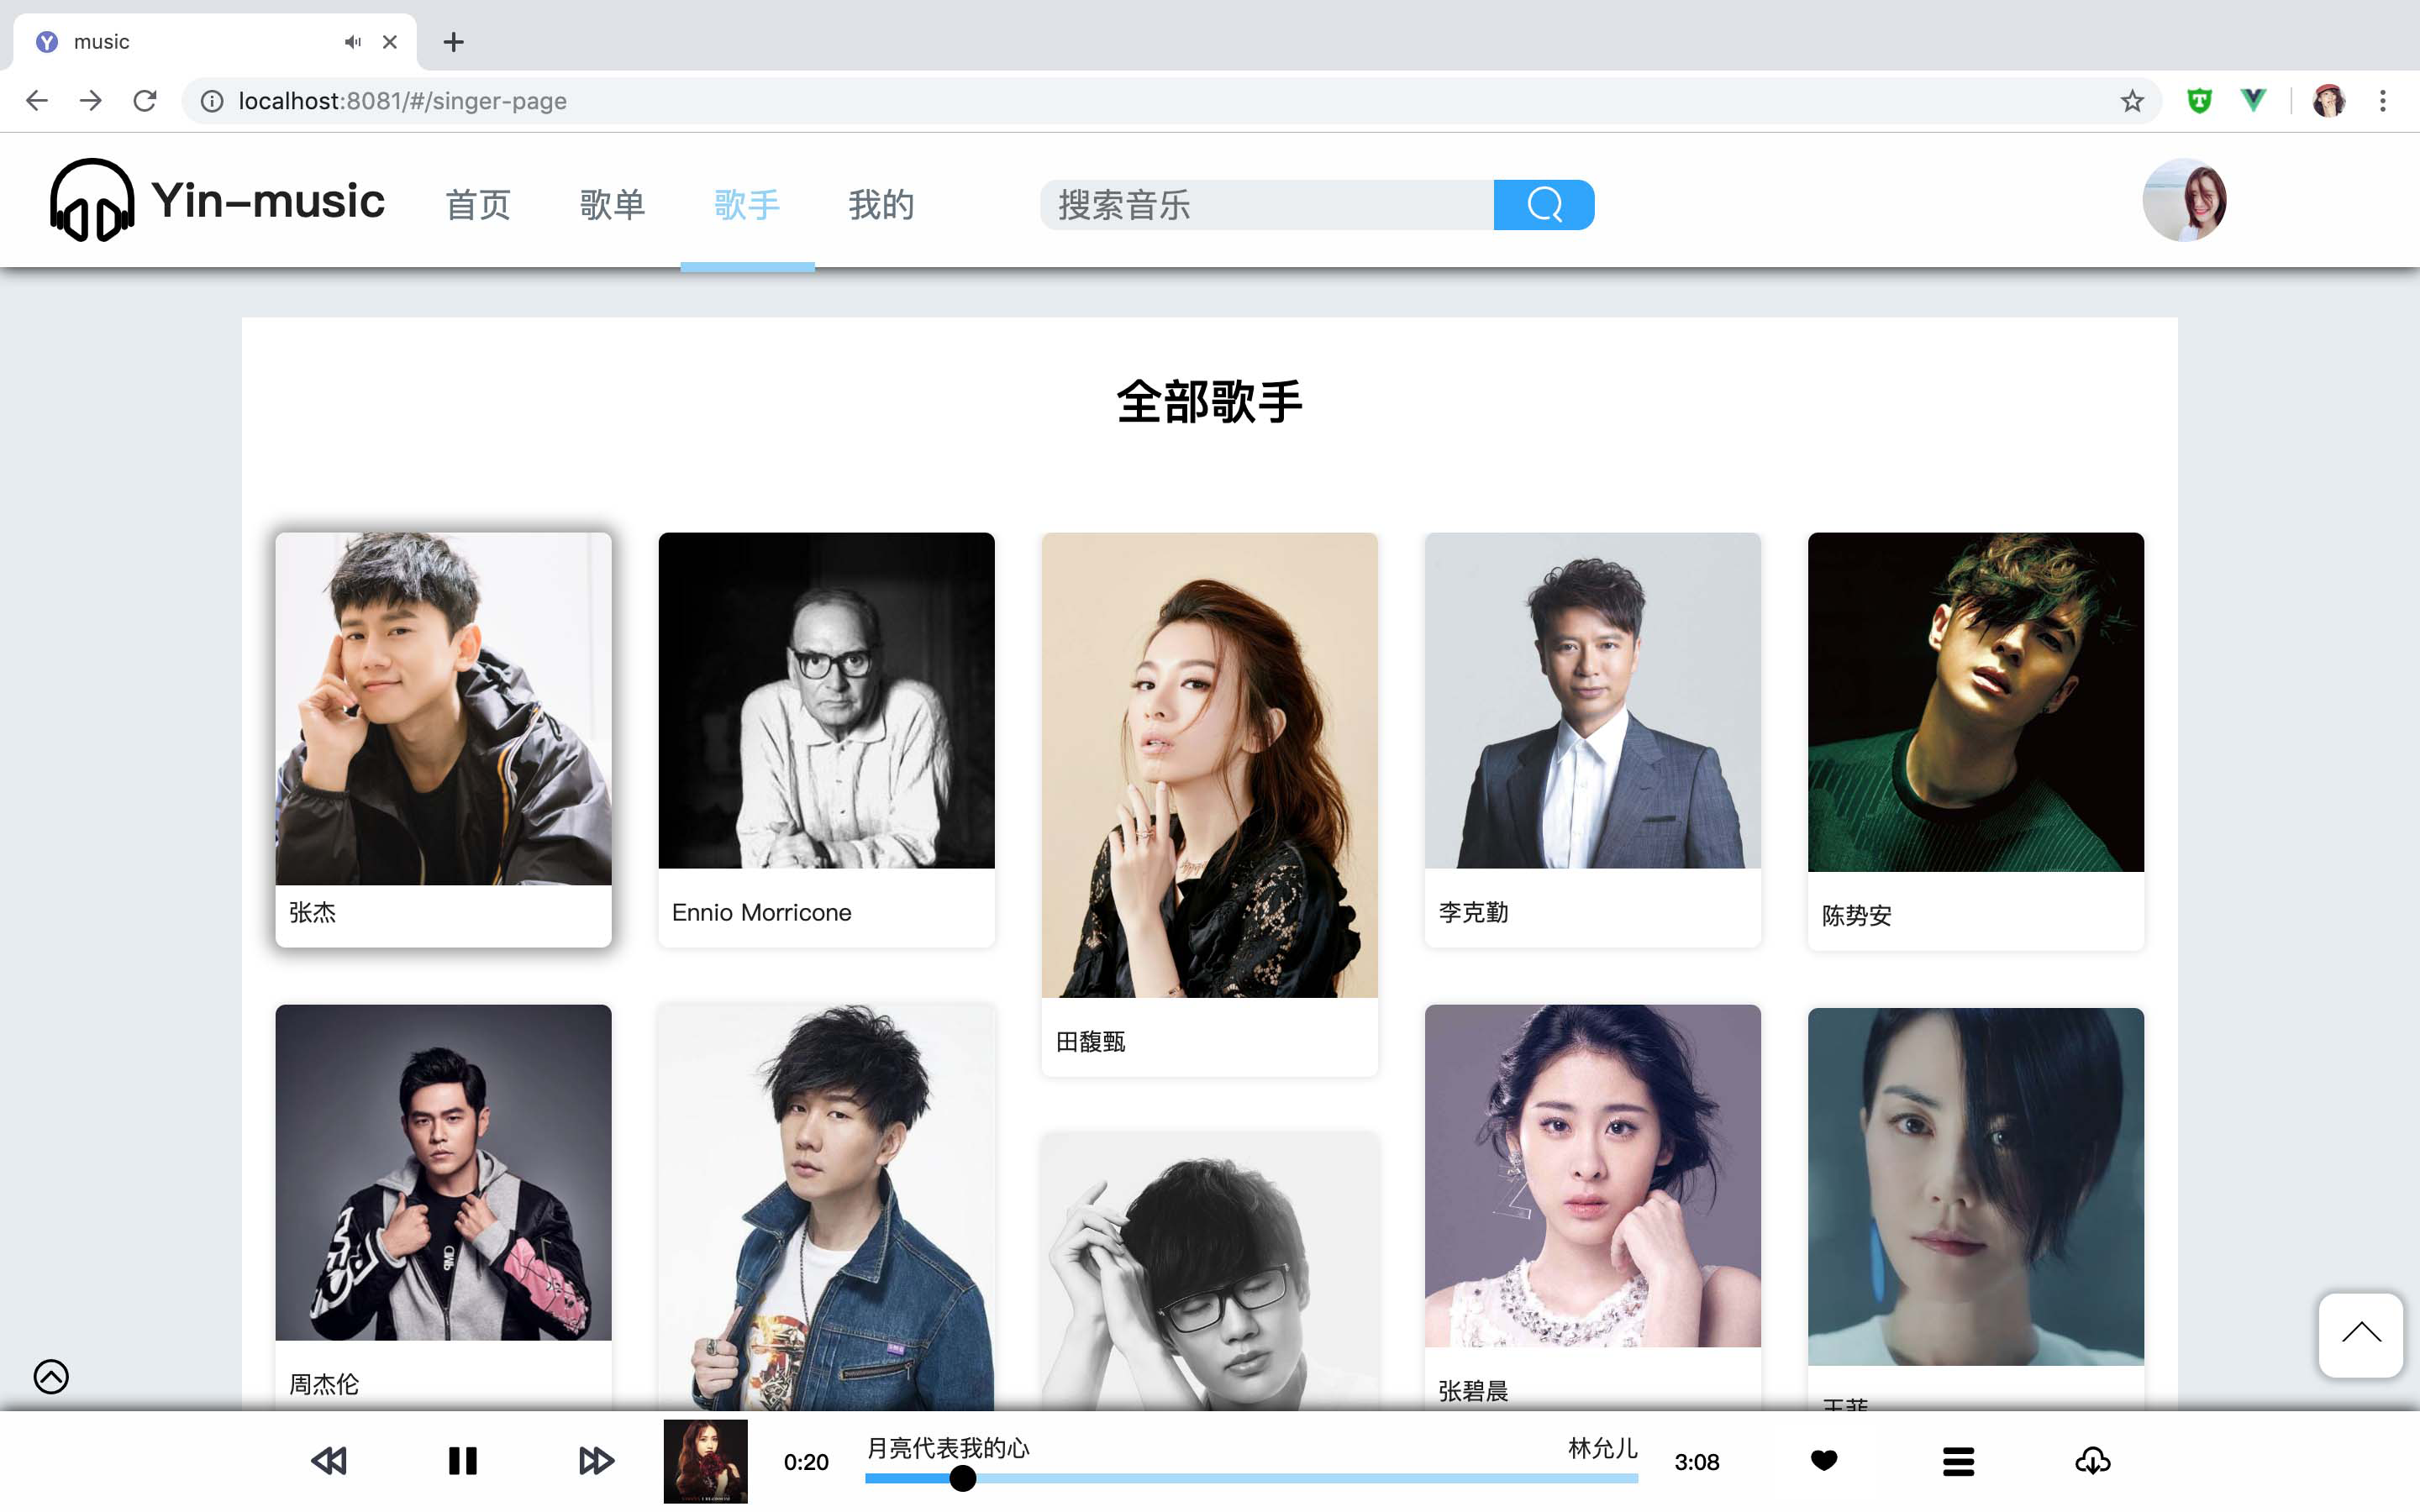 music
localhost:8081/#/singer-page
Yin-music 首页 歌单 歌手 我的 搜索音乐
全部歌手
张杰
Ennio Morricone
李克勤
陈势安
田馥甄
周杰伦
张碧晨
王菲
0:20 月亮代表我的心 林允儿 3:08